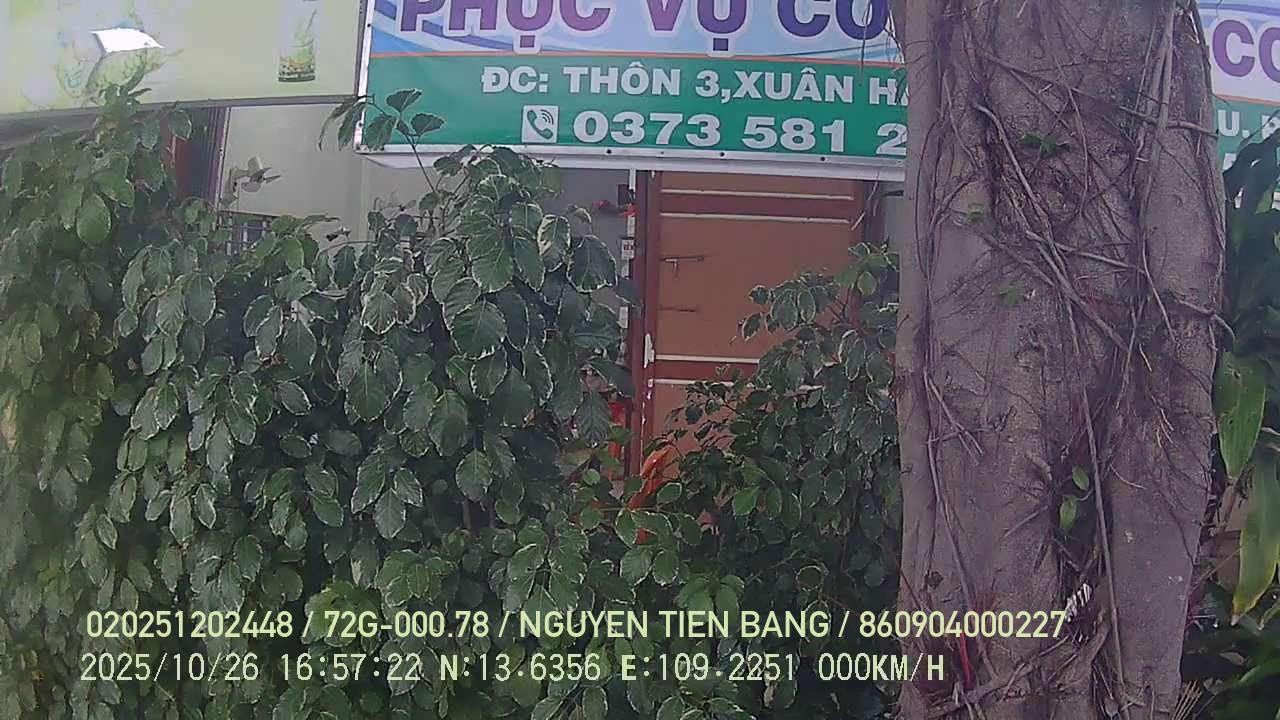 PHỤC VỤ CƠ
ĐC: THÔN 3,XUÂN
0373 581 2
020251202448 / 72G-000.78 / NGUYEN TIEN BANG / 860904000227
2025/10/26 16:57:22 N:13.6356 E:109.2251 000KM/H